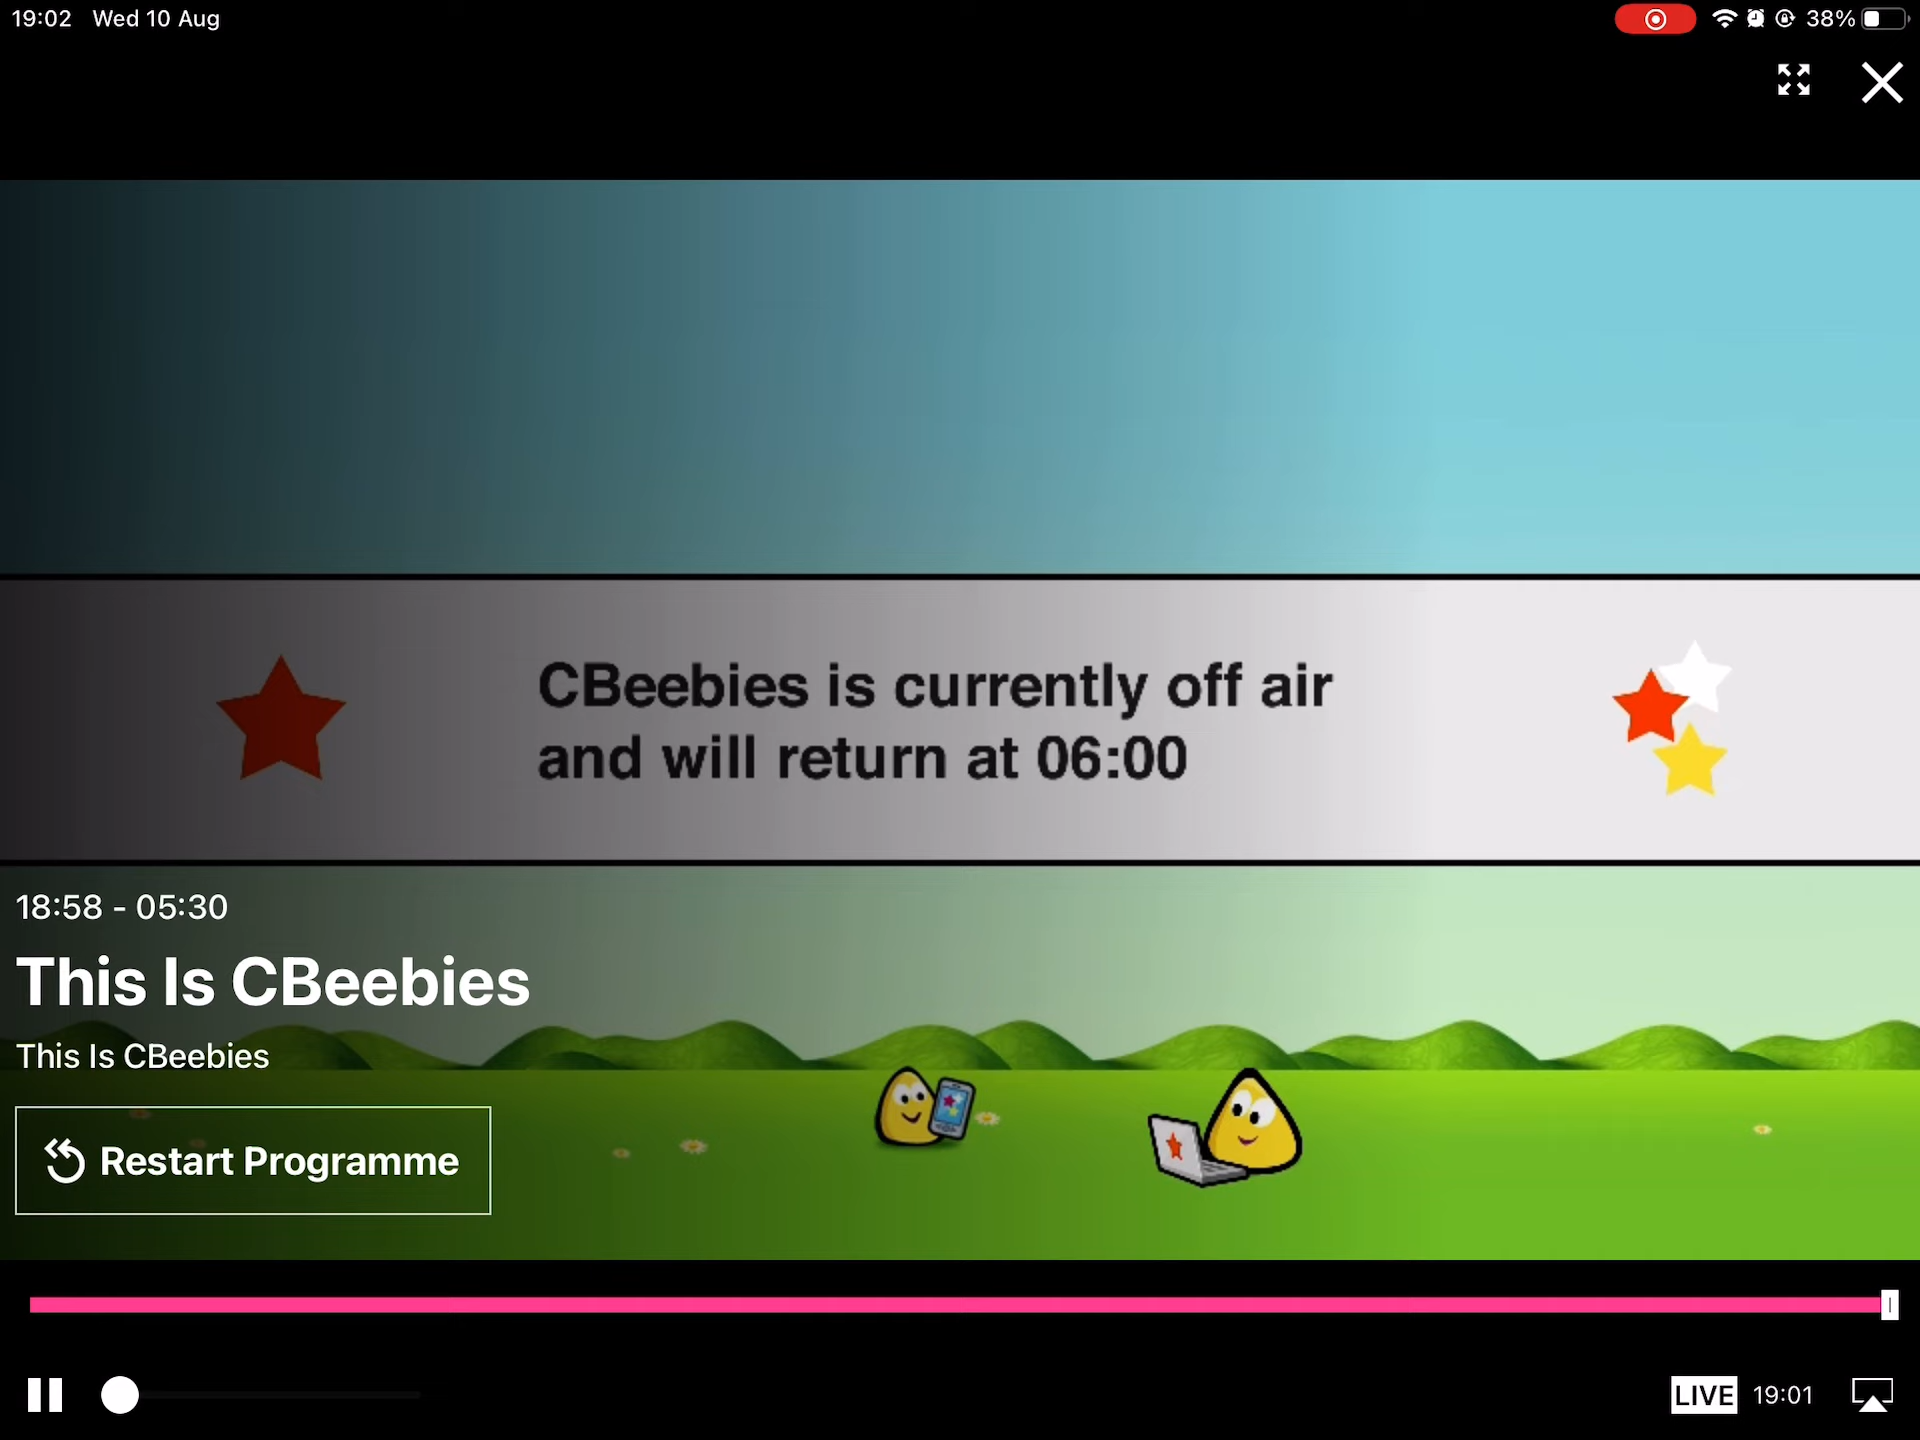 19:02 Wed 10 Aug
38%
CBeebies is currently off air
and will return at 06:00
18:58 - 05:30
This Is CBeebies
This Is CBeebies
Restart Programme
LIVE 19:01